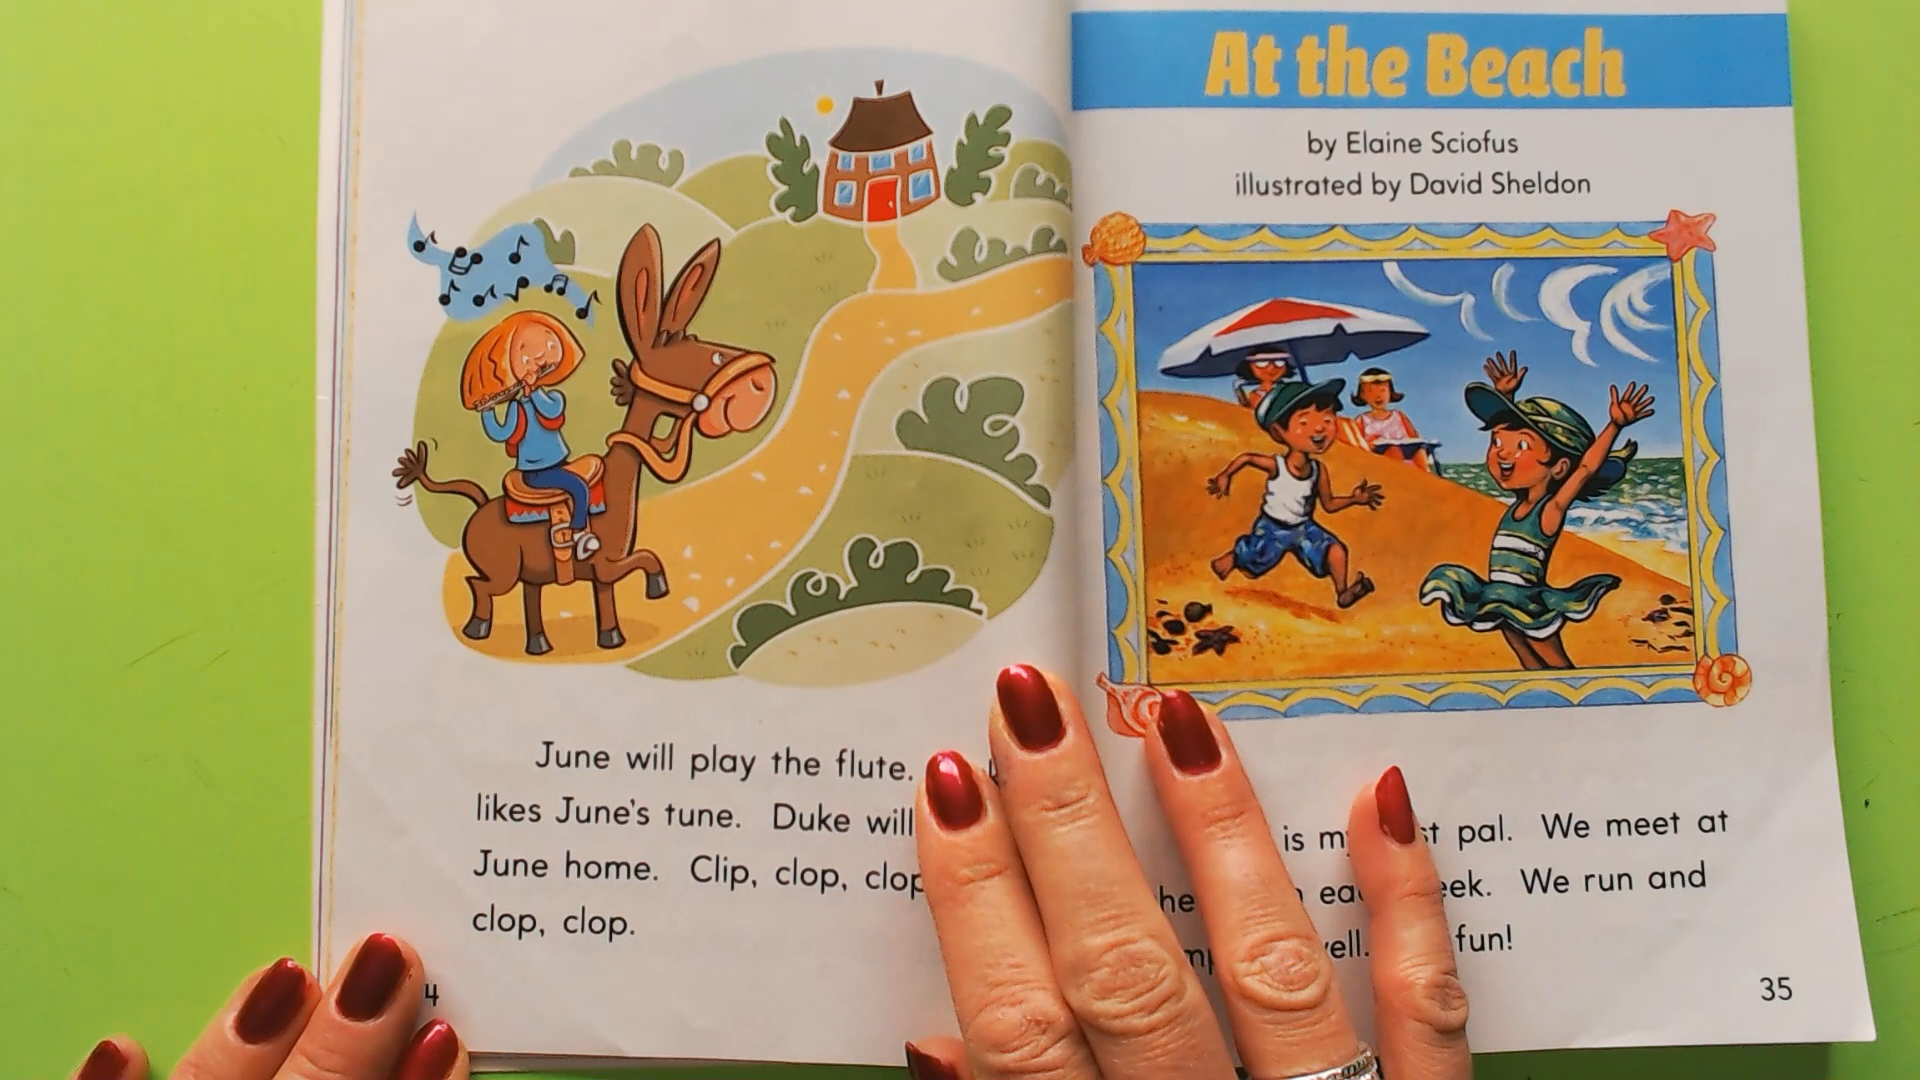 June will play the flute.
likes June's tune. Duke will
June home. Clip, clop, clop
clop, clop.
4
At the Beach
by Elaine Sciofus
illustrated by David Sheldon
is my pal. We meet at
We run and
fun!
35